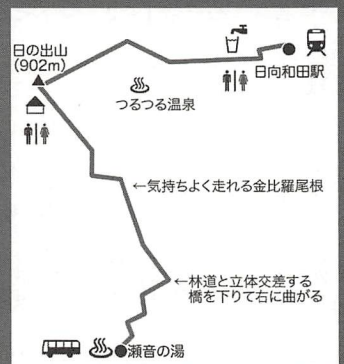 日の出山
(902m)
日向和田駅
つるつる温泉
←気持ちよく走れる金比羅尾根
←林道と立体交差する
橋を下りて右に曲がる
瀬音の湯